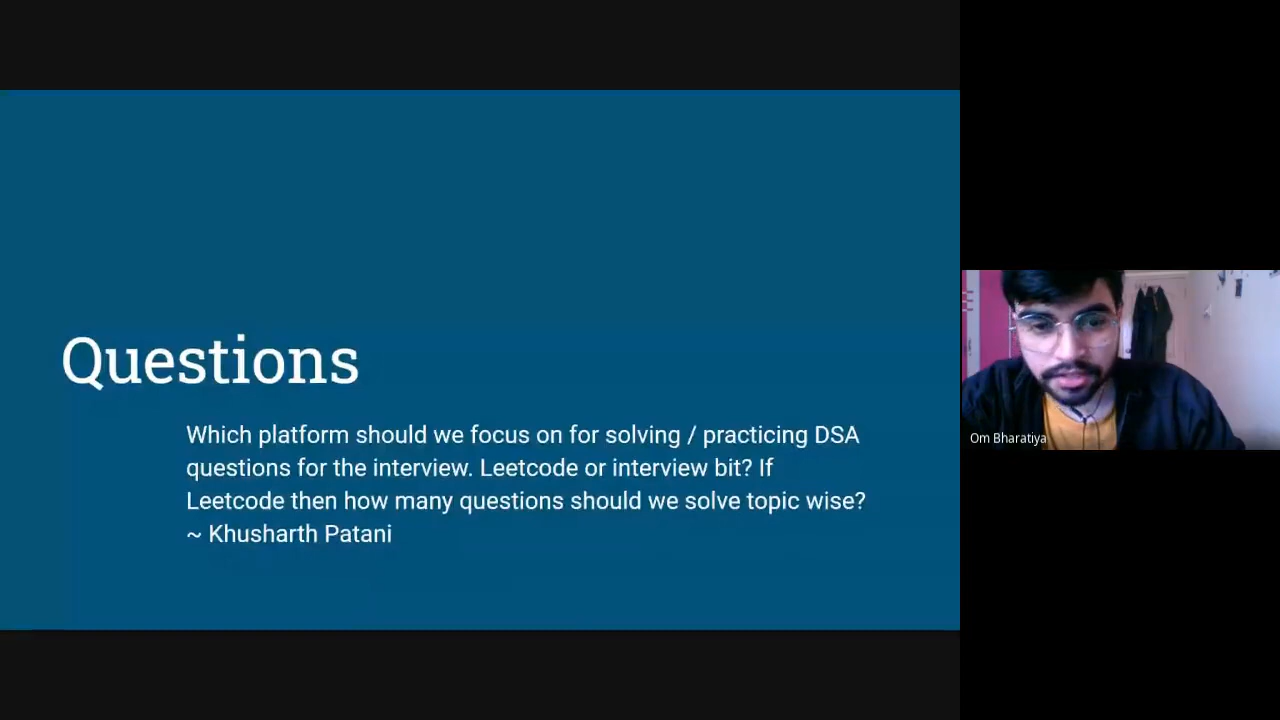 Questions
Which platform should we focus on for solving / practicing DSA
questions for the interview. Leetcode or interview bit? If
Leetcode then how many questions should we solve topic wise?
~ Khusharth Patani
Om Bharatiya